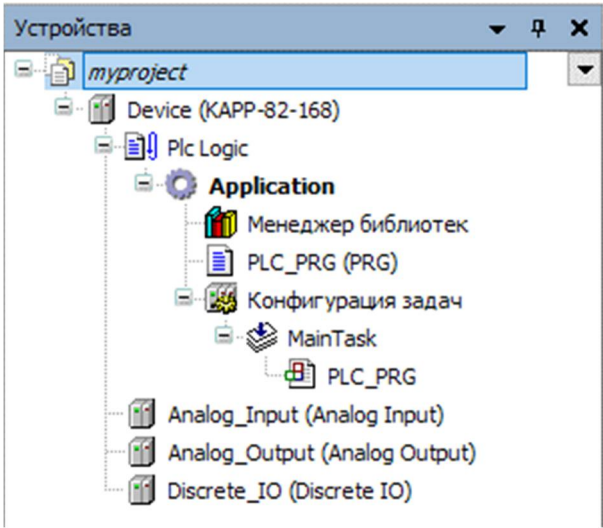 Устройства
myproject
Device (KAPP-82-168)
Plc Logic
Application
Менеджер библиотек
PLC_PRG (PRG)
Конфигурация задач
MainTask
PLC_PRG
Analog_Input (Analog Input)
Analog_Output (Analog Output)
Discrete_IO (Discrete IO)